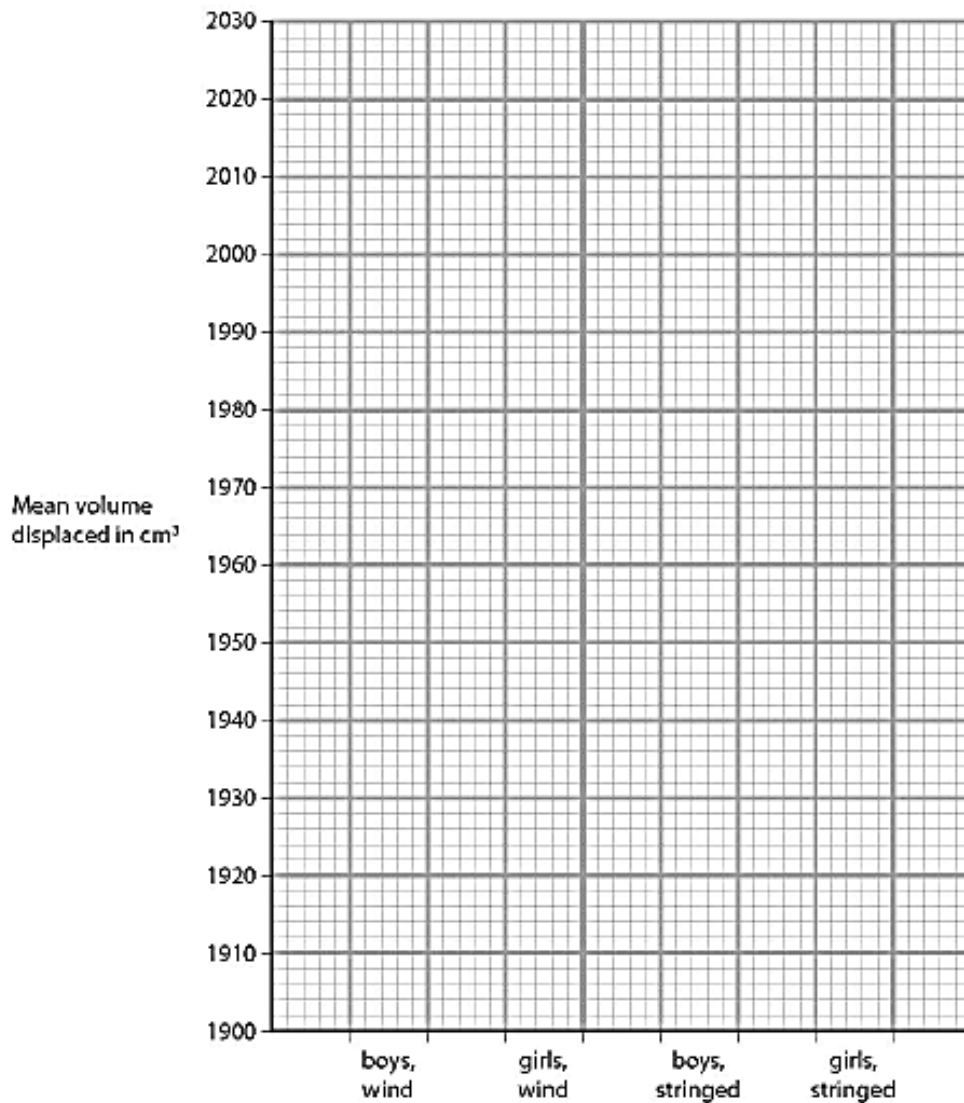 2030
2020
2010
2000
1990
1980
1970
Mean volume
displaced in cm³
1960
1950
1940
1930
1920
1910
1900
boys,
wind
girls,
wind
boys,
stringed
girls,
stringed